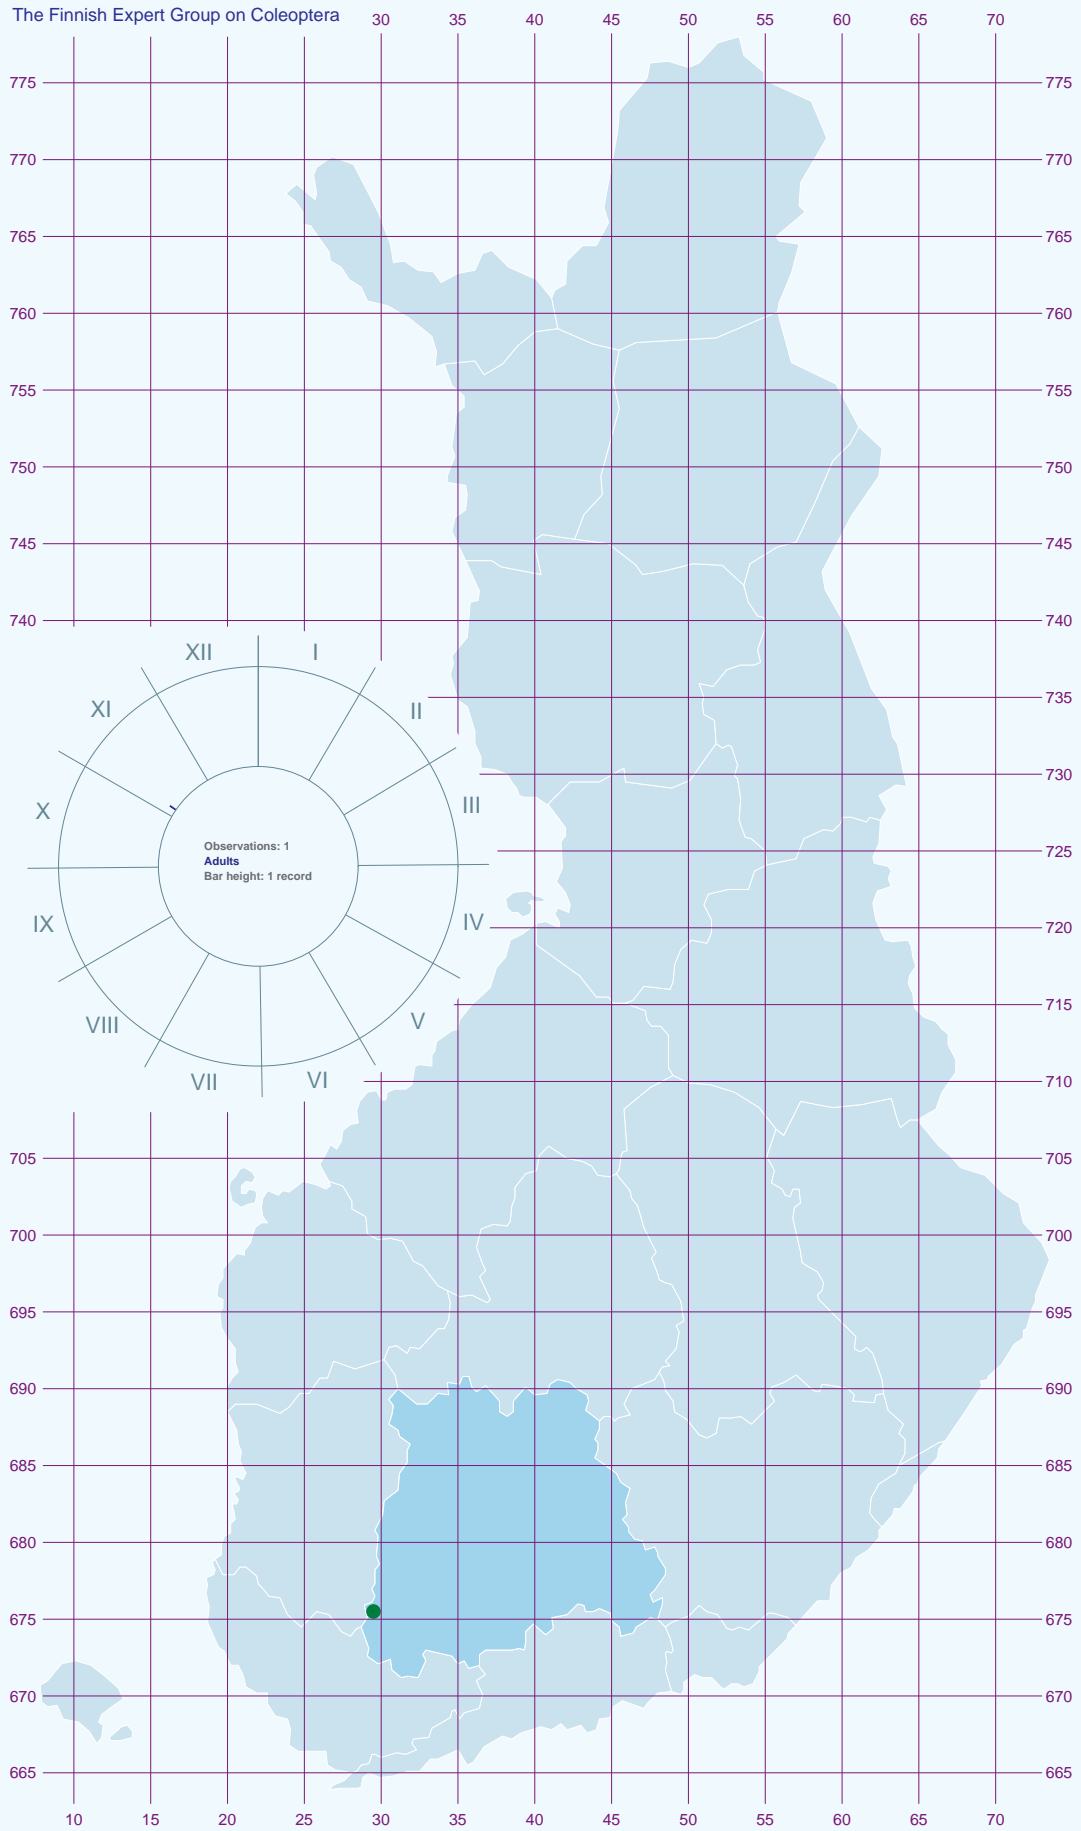 The Finnish Expert Group on Coleoptera 30 35 40 45 50 55 60 65 70
775 775
770 770
765 765
760 760
755 755
750 750
745 745
740 740
XII I
XI II
735
730
X III
725
Observations: 1
Adults
Bar height: 1 record
IX IV
720
VIII V
715
VII VI
710
705 705
700 700
695 695
690 690
685 685
680 680
675 675
670 670
665 665
10 15 20 25 30 35 40 45 50 55 60 65 70